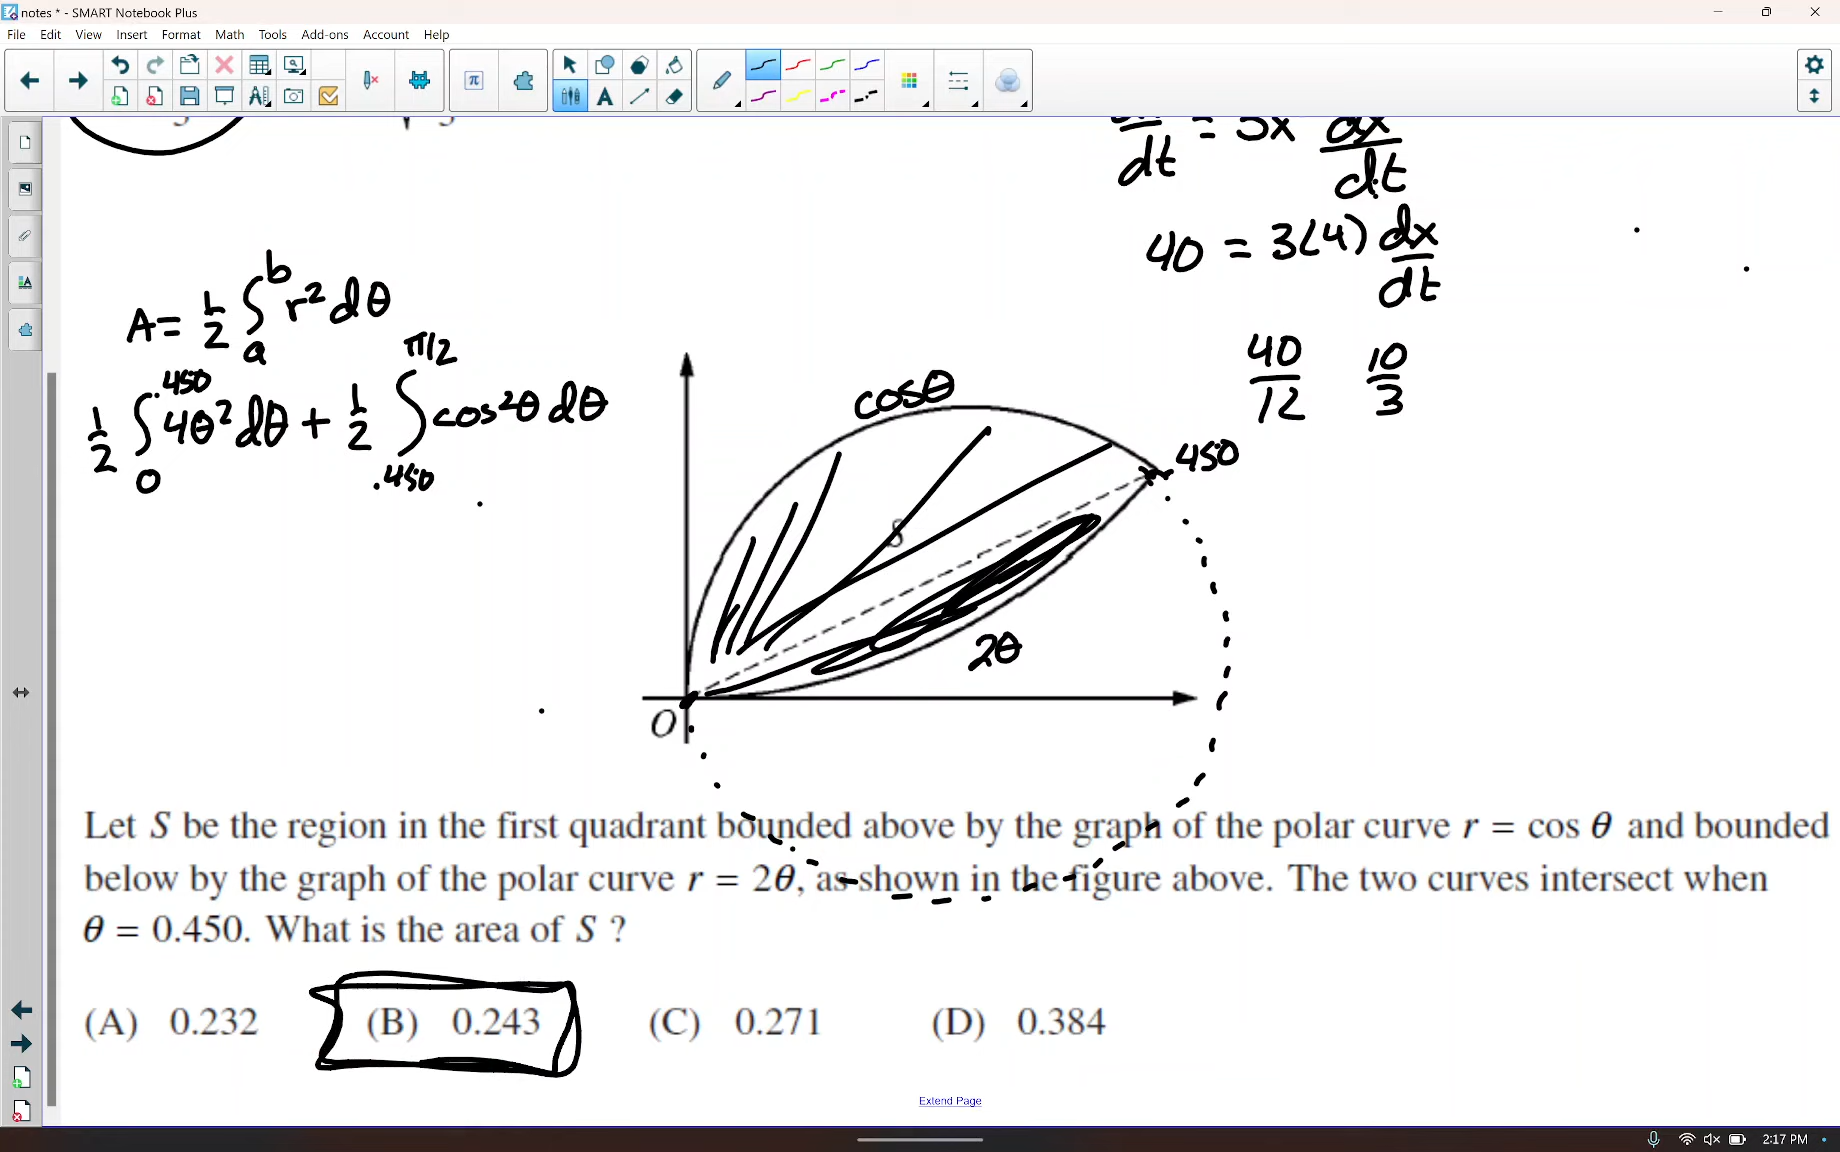 notes * - SMART Notebook Plus
File Edit View Insert Format Math Tools Add-ons Account Help
dt = 3x dx/dt
40 = 3(4) dx/dt
40/12 10/3
A = 1/2 ∫_a^b r² dθ
1/2 ∫_0^.450 4θ² dθ + 1/2 ∫_.450^π/2 cos²θ dθ
cosθ
.450
S
2θ
O
Let S be the region in the first quadrant bounded above by the graph of the polar curve r = cos θ and bounded
below by the graph of the polar curve r = 2θ, as shown in the figure above. The two curves intersect when
θ = 0.450. What is the area of S ?
(A) 0.232 (B) 0.243 (C) 0.271 (D) 0.384
Extend Page
2:17 PM